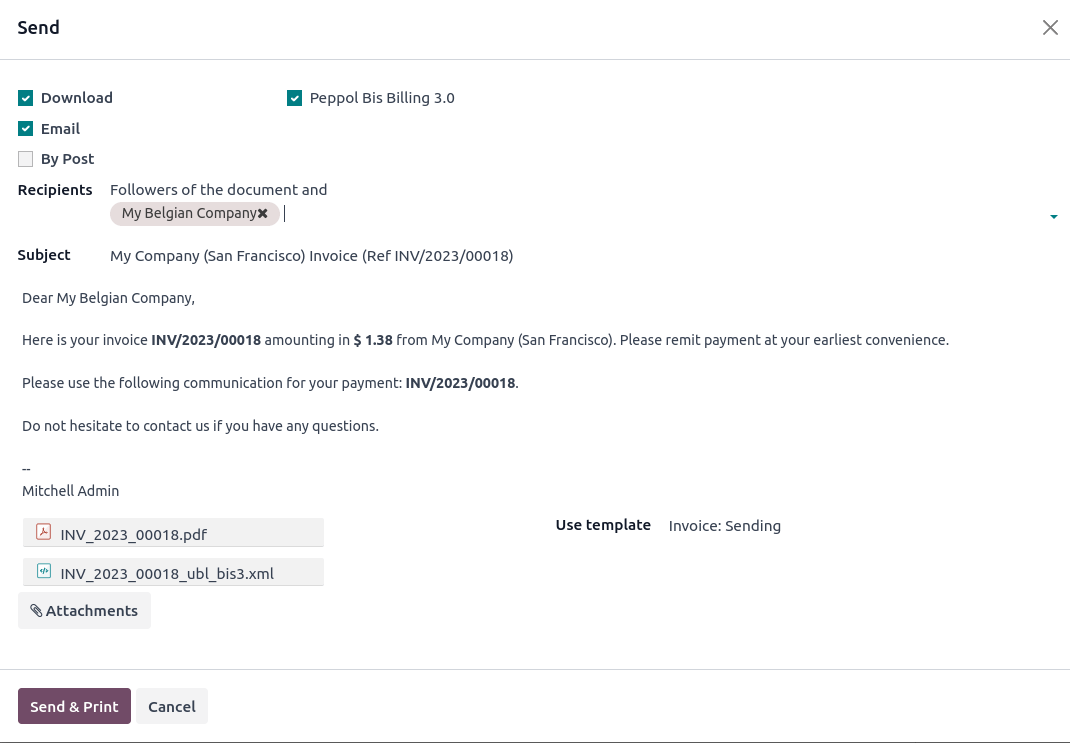 Send
Download
Peppol Bis Billing 3.0
Email
By Post
Recipients
Followers of the document and
My Belgian Company
Subject
My Company (San Francisco) Invoice (Ref INV/2023/00018)
Dear My Belgian Company,
Here is your invoice INV/2023/00018 amounting in $ 1.38 from My Company (San Francisco). Please remit payment at your earliest convenience.
Please use the following communication for your payment: INV/2023/00018.
Do not hesitate to contact us if you have any questions.
--
Mitchell Admin
INV_2023_00018.pdf
Use template
Invoice: Sending
INV_2023_00018_ubl_bis3.xml
Attachments
Send & Print
Cancel